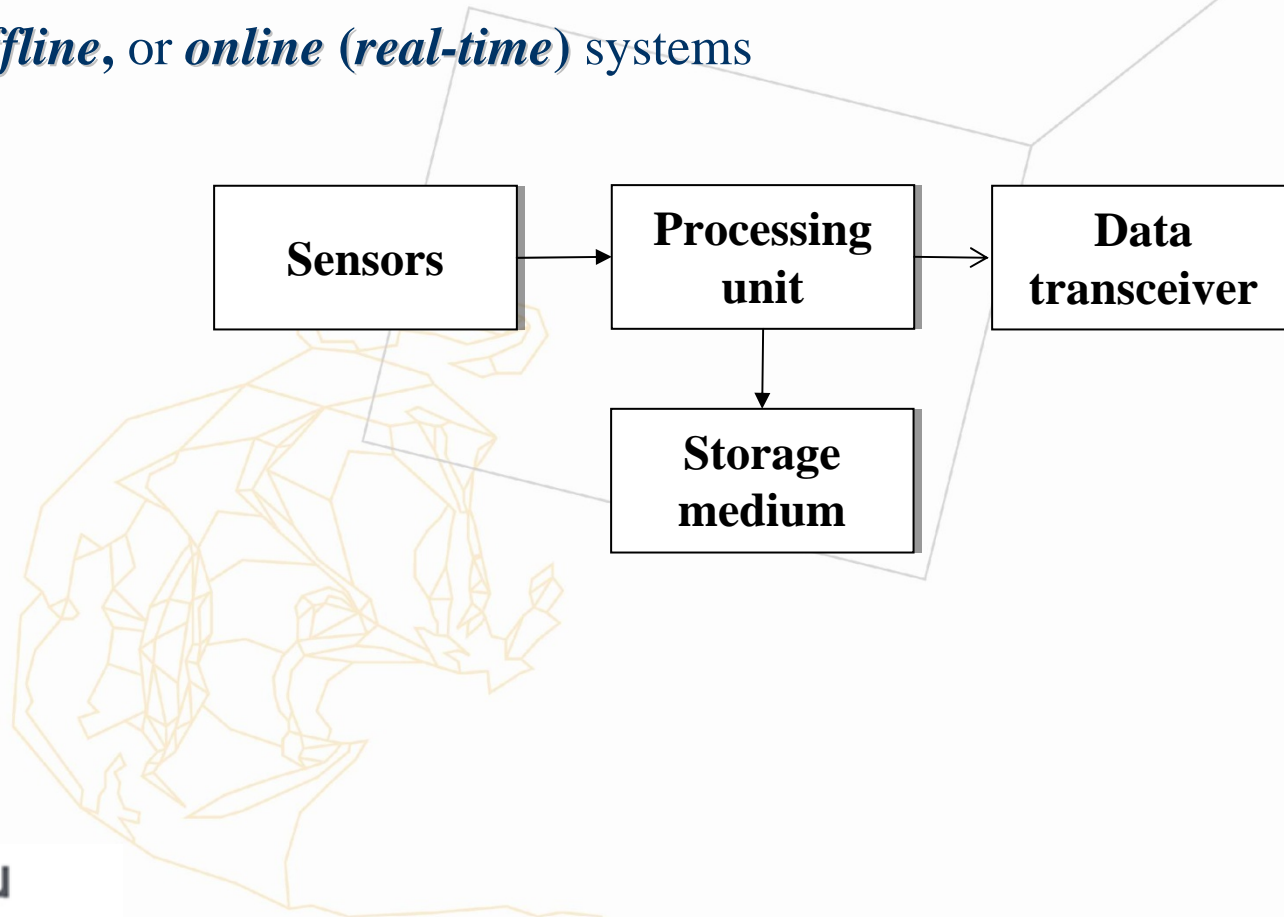 ffline, or online (real-time) systems
Sensors
Processing
unit
Data
transceiver
Storage
medium